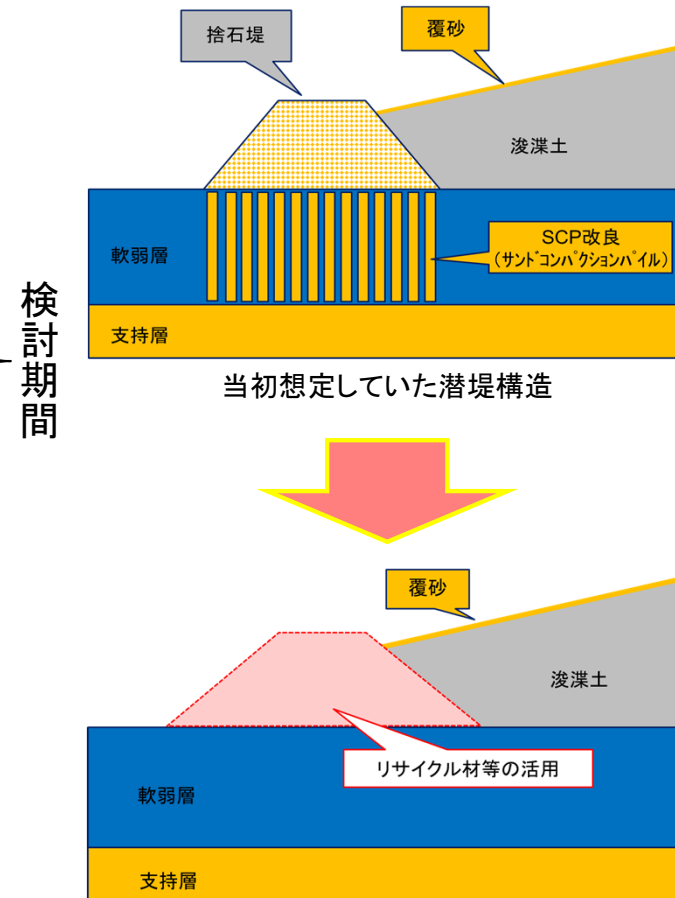 捨石堤
覆砂
浚渫土
軟弱層
SCP改良
(サンドコンパクションパイル)
支持層
検討期間
当初想定していた潜堤構造
覆砂
浚渫土
リサイクル材等の活用
軟弱層
支持層